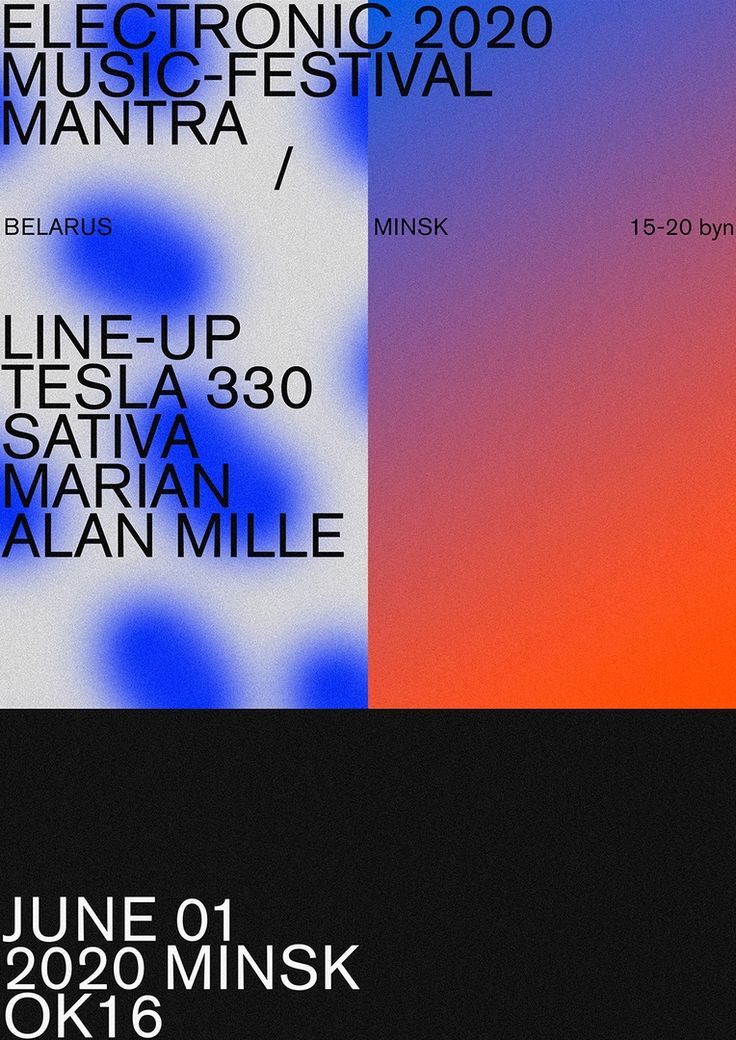 ELECTRONIC 2020
MUSIC-FESTIVAL
MANTRA
/
BELARUS MINSK 15-20 byn
LINE-UP
TESLA 330
SATIVA
MARIAN
ALAN MILLE
JUNE 01
2020 MINSK
OK16